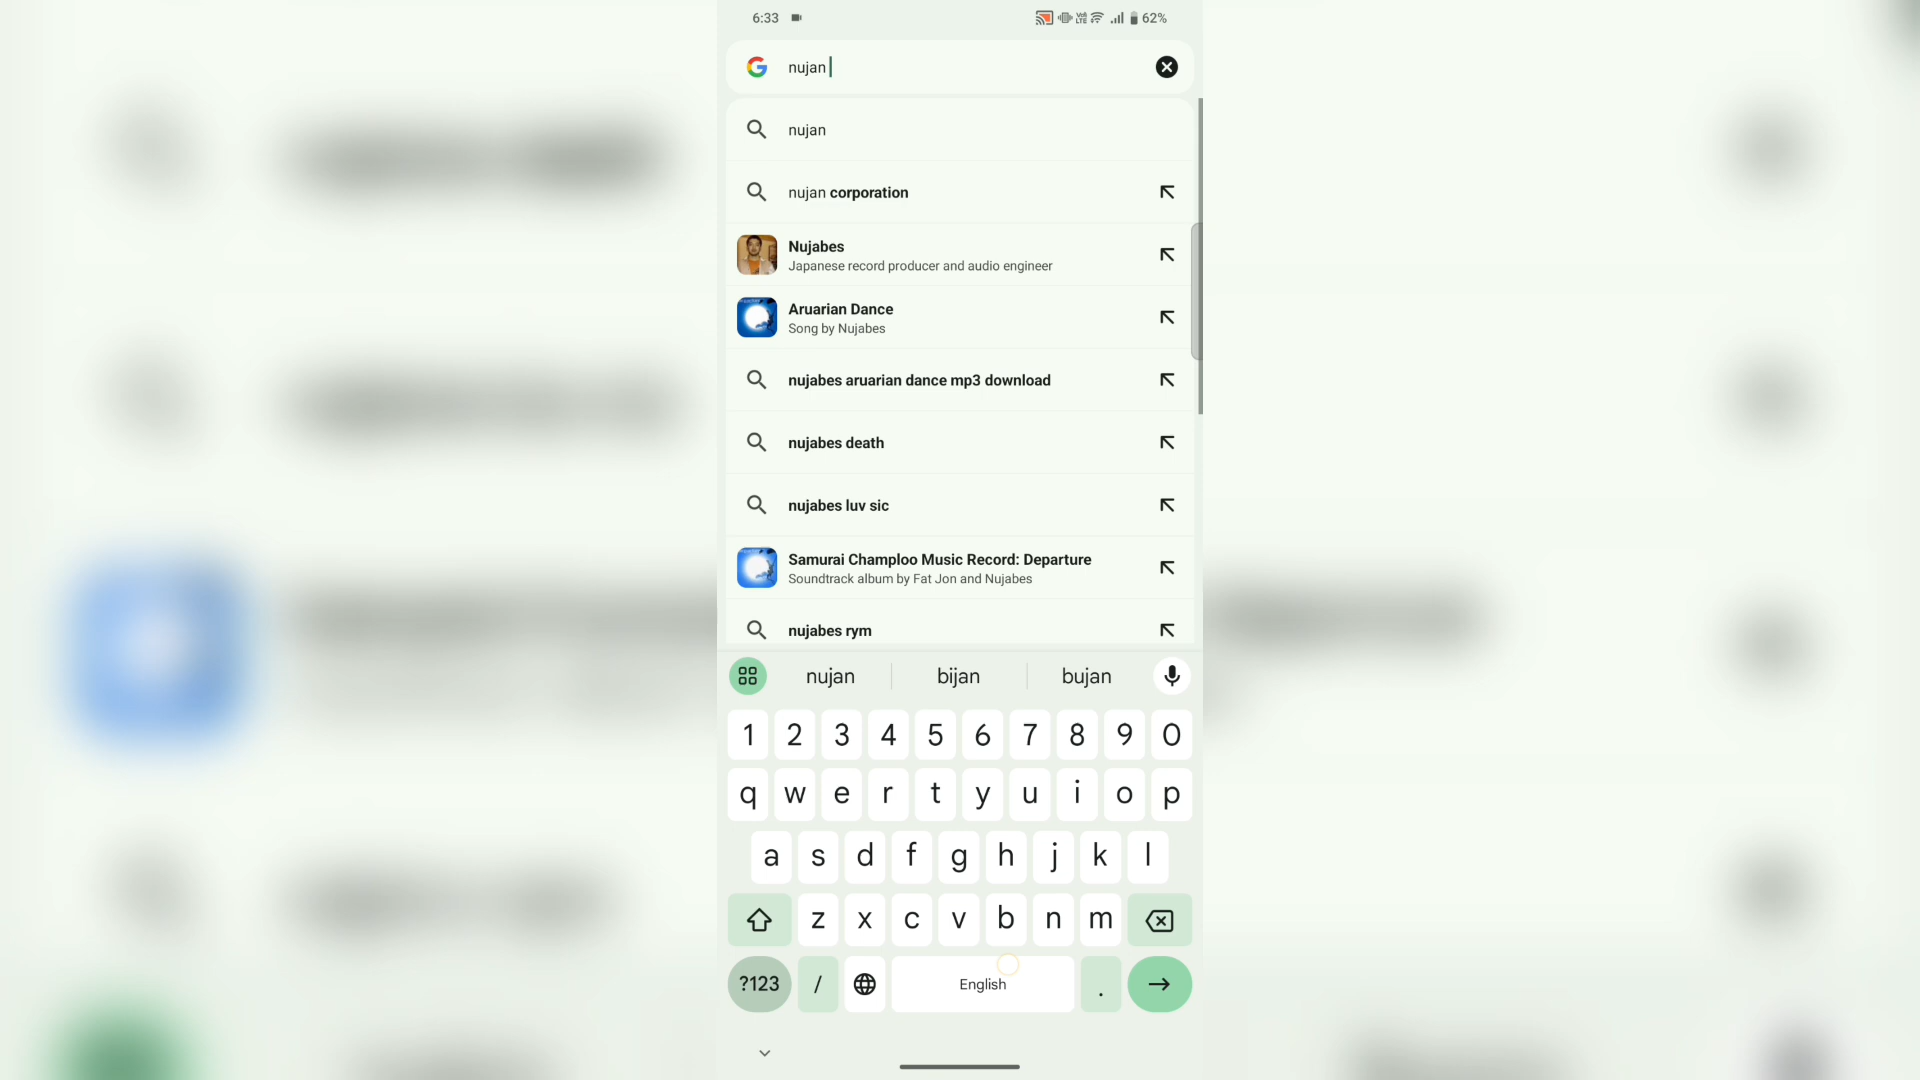 6:33 62%
nujan
nujan
nujan corporation
Nujabes
Japanese record producer and audio engineer
Aruarian Dance
Song by Nujabes
nujabes aruarian dance mp3 download
nujabes death
nujabes luv sic
Samurai Champloo Music Record: Departure
Soundtrack album by Fat Jon and Nujabes
nujabes rym
nujan bijan bujan
1 2 3 4 5 6 7 8 9 0
q w e r t y u i o p
a s d f g h j k l
z x c v b n m
?123 / English .